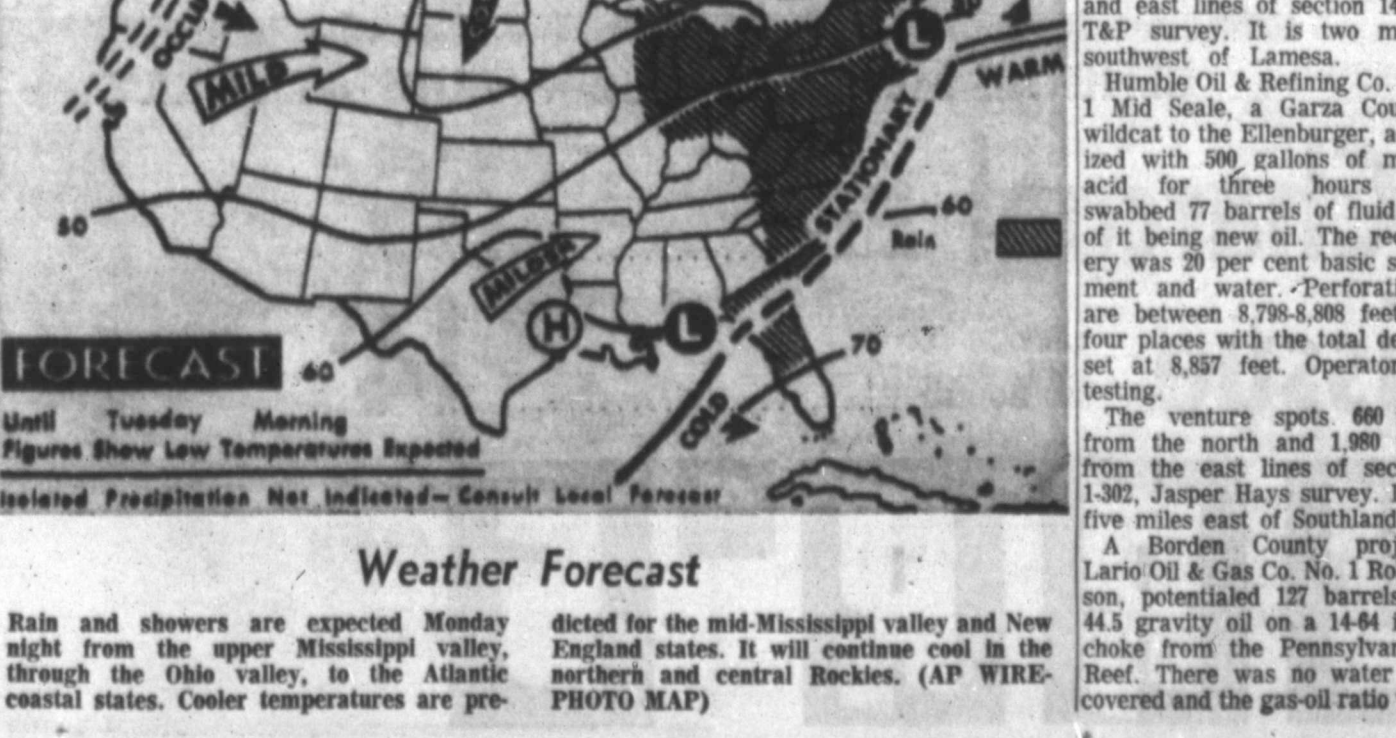 OCCLU
MILD
L
WARM
STATIONARY
50
60
Rain
MILDER
H
L
FORECAST
60
70
COLD
Until Tuesday Morning
Figures Show Low Temperatures Expected
Isolated Precipitation Not Indicated— Consult Local Forecast
Weather Forecast
Rain and showers are expected Monday
night from the upper Mississippi valley,
through the Ohio valley, to the Atlantic
coastal states. Cooler temperatures are pre-
dicted for the mid-Mississippi valley and New
England states. It will continue cool in the
northern and central Rockies. (AP WIRE-
PHOTO MAP)
and east lines of section 14
T&P survey. It is two m
southwest of Lamesa.
Humble Oil & Refining Co.
1 Mid Seale, a Garza Cou
wildcat to the Ellenburger, a
ized with 500 gallons of m
acid for three hours
swabbed 77 barrels of fluid
of it being new oil. The rec
ery was 20 per cent basic s
ment and water. Perforati
are between 8,798-8,808 feet
four places with the total de
set at 8,857 feet. Operator
testing.
The venture spots 660
from the north and 1,980
from the east lines of sec
1-302, Jasper Hays survey. I
five miles east of Southland
A Borden County proj
Lario Oil & Gas Co. No. 1 Ro
son, potentialed 127 barrels
44.5 gravity oil on a 14-64 i
choke from the Pennsylvan
Reef. There was no water
covered and the gas-oil ratio